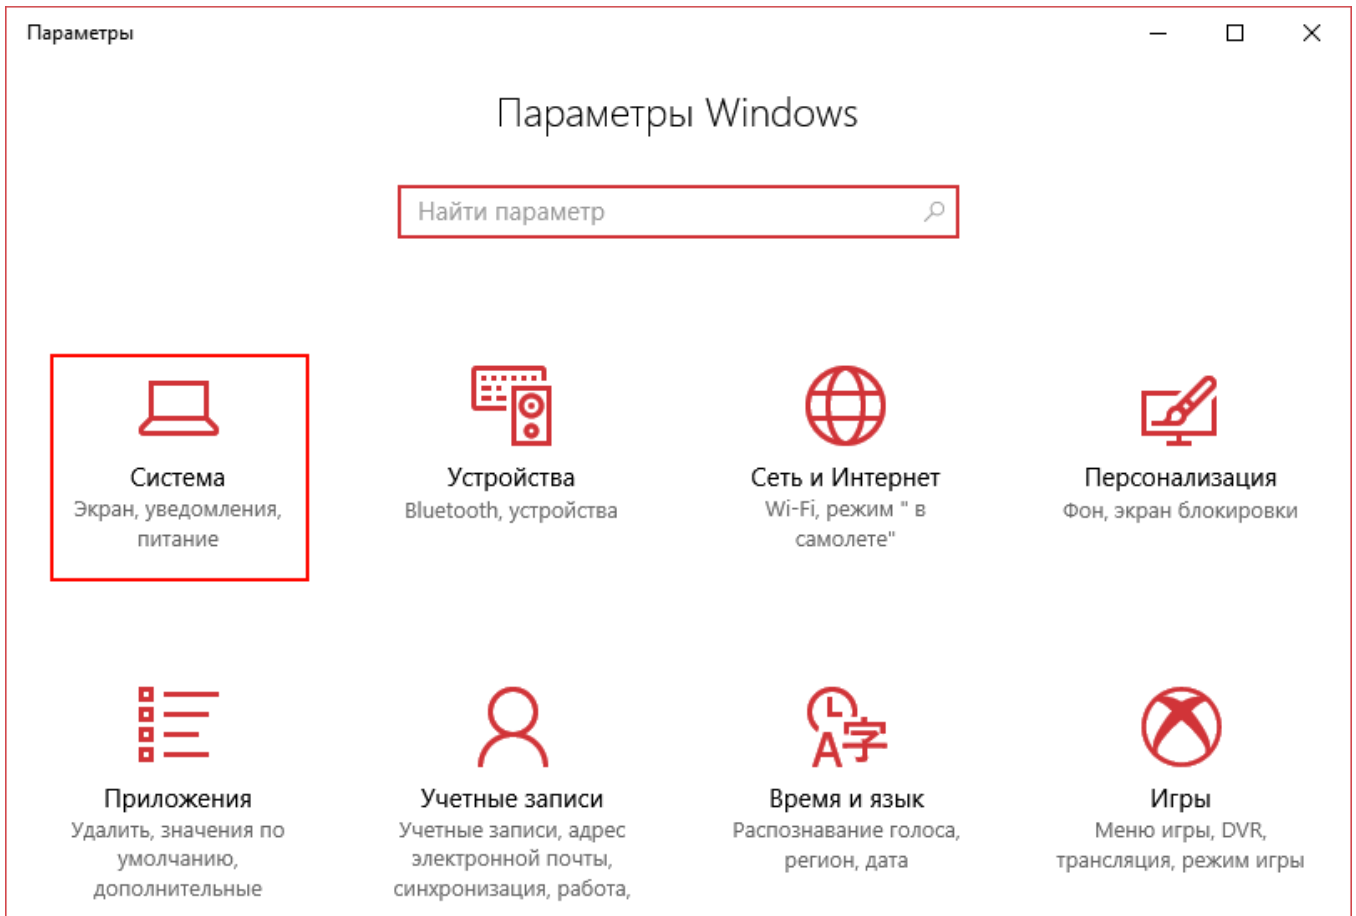 Параметры
Параметры Windows
Найти параметр
Система
Экран, уведомления,
питание
Устройства
Bluetooth, устройства
Сеть и Интернет
Wi-Fi, режим " в
самолете"
Персонализация
Фон, экран блокировки
Приложения
Удалить, значения по
умолчанию,
дополнительные
Учетные записи
Учетные записи, адрес
электронной почты,
синхронизация, работа,
Время и язык
Распознавание голоса,
регион, дата
Игры
Меню игры, DVR,
трансляция, режим игры